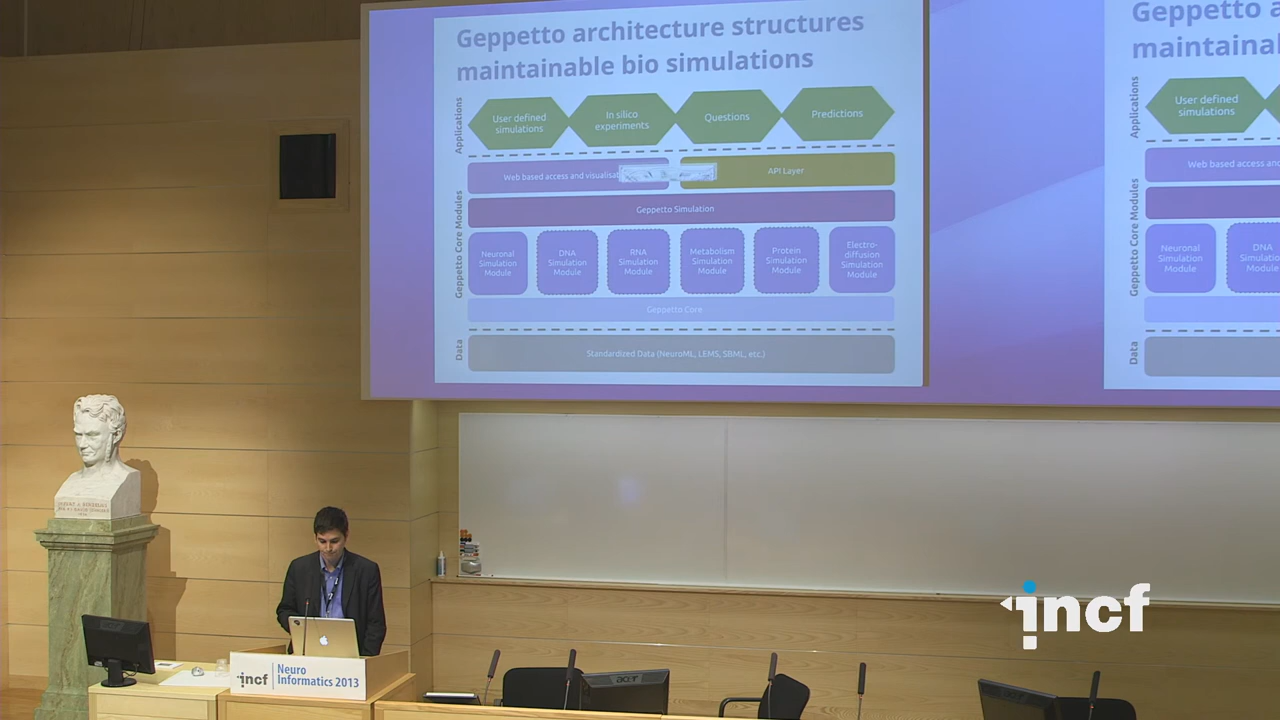 Geppetto architecture structures
maintainable bio simulations
Applications
User defined
simulations
In silico
experiments
Questions
Predictions
Geppetto Core Modules
Web based access and
API Layer
Geppetto Simulation
Neuronal
Simulation
Module
DNA
Simulation
Module
RNA
Simulation
Module
Metabolism
Simulation
Module
Protein
Simulation
Module
Electro-
diffusion
Simulation
Module
Geppetto Core
Data
Standardized Data (NeuroML, LEMS, SBML, etc.)
Geppetto
maintainable
Applications
User defined
simulations
Geppetto Core Modules
Web based access and
Neuronal
Simulation
Module
DNA
Module
Data
incf
Neuro
Informatics 2013
acer
incf